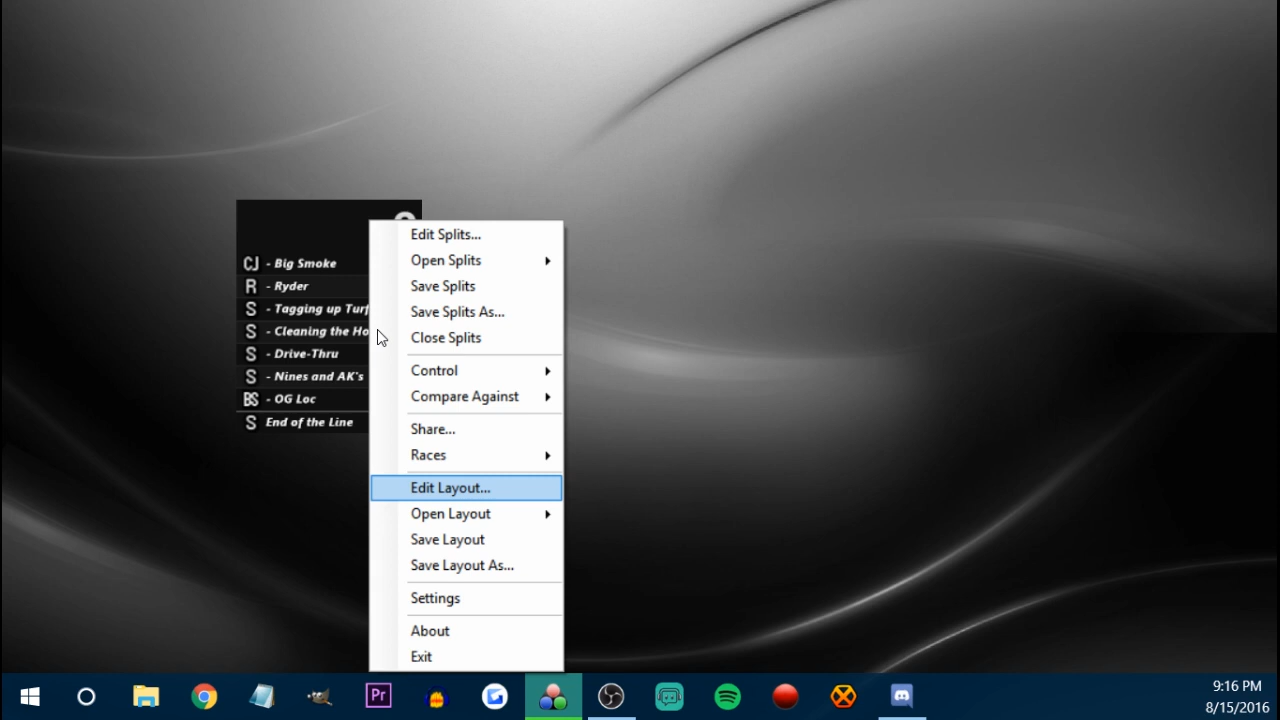 CJ - Big Smoke
R - Ryder
S - Tagging up Turf
S - Cleaning the Ho
S - Drive-Thru
S - Nines and AK's
BS - OG Loc
S End of the Line
Edit Splits...
Open Splits
Save Splits
Save Splits As...
Close Splits
Control
Compare Against
Share...
Races
Edit Layout...
Open Layout
Save Layout
Save Layout As...
Settings
About
Exit
Pr
9:16 PM
8/15/2016